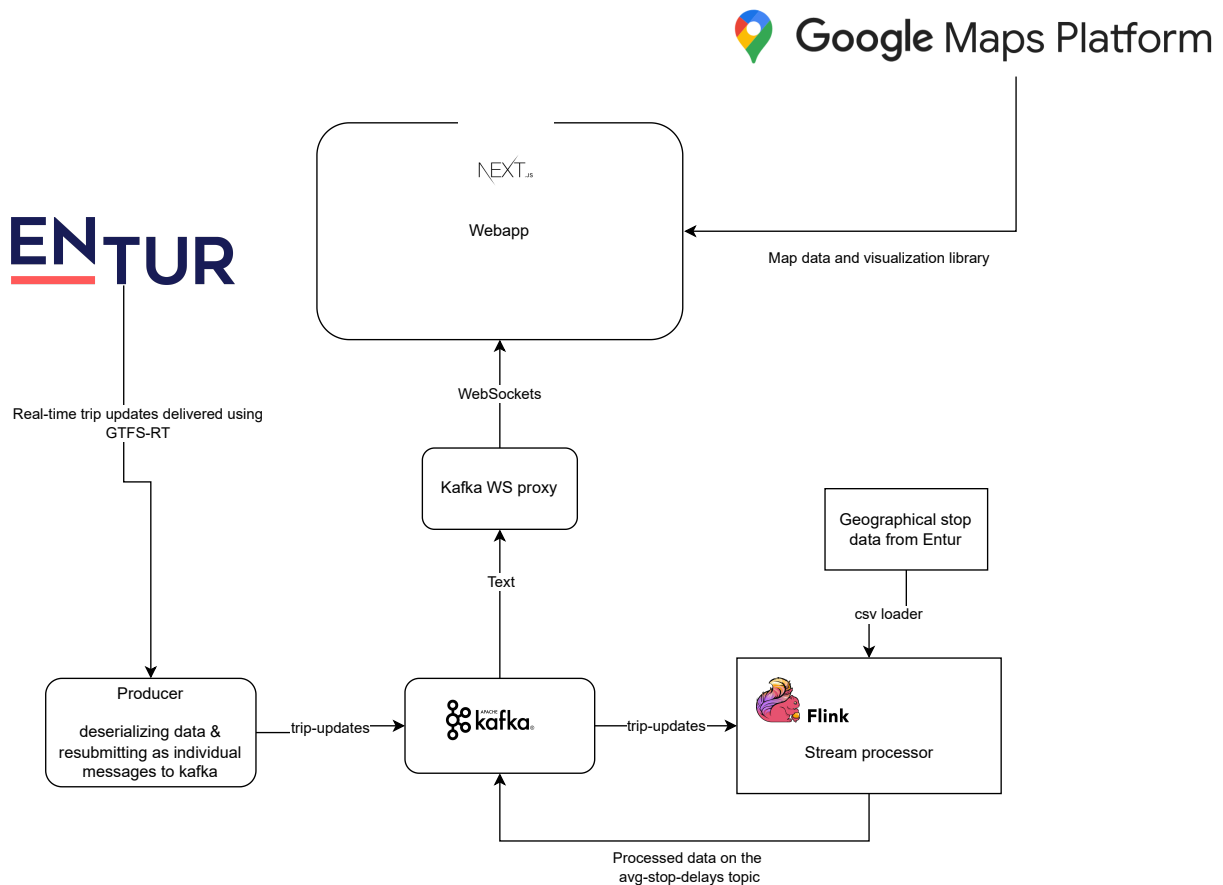 Google Maps Platform
NEXT.JS
Webapp
ENTUR
Map data and visualization library
WebSockets
Real-time trip updates delivered using
GTFS-RT
Kafka WS proxy
Geographical stop
data from Entur
Text
csv loader
Producer
deserializing data &
resubmitting as individual
messages to kafka
trip-updates
APACHE
kafka®
trip-updates
Flink
Stream processor
Processed data on the
avg-stop-delays topic